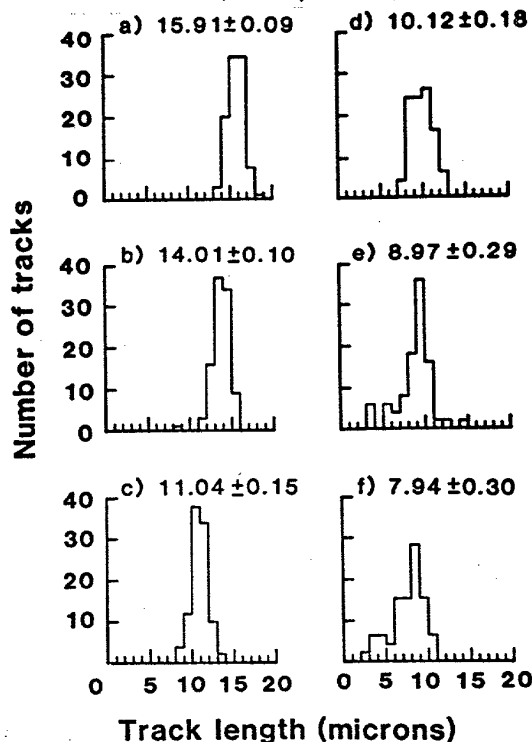 a) 15.91±0.09
d) 10.12±0.18
40
30
20
10
0
b) 14.01±0.10
e) 8.97±0.29
40
30
20
10
0
c) 11.04±0.15
f) 7.94±0.30
40
30
20
10
0 5 10 15 20
0 5 10 15 20
Number of tracks
Track length (microns)